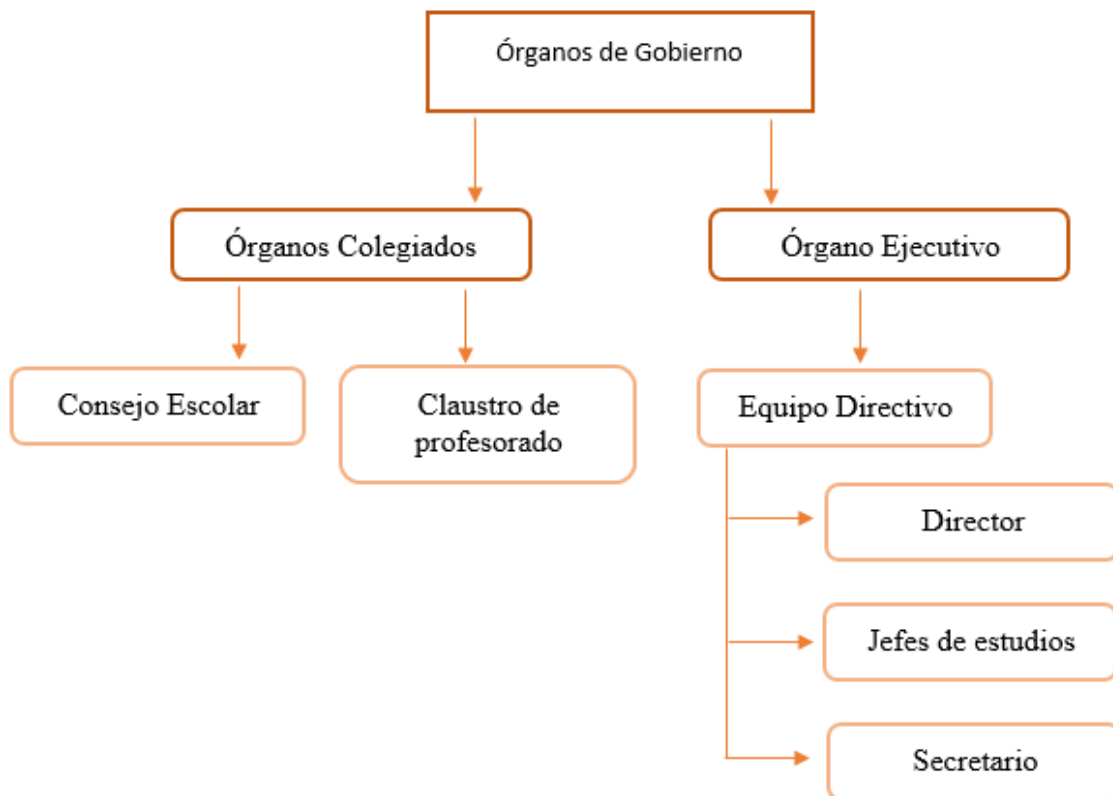 Órganos de Gobierno
Órganos Colegiados
Órgano Ejecutivo
Consejo Escolar
Claustro de
profesorado
Equipo Directivo
Director
Jefes de estudios
Secretario